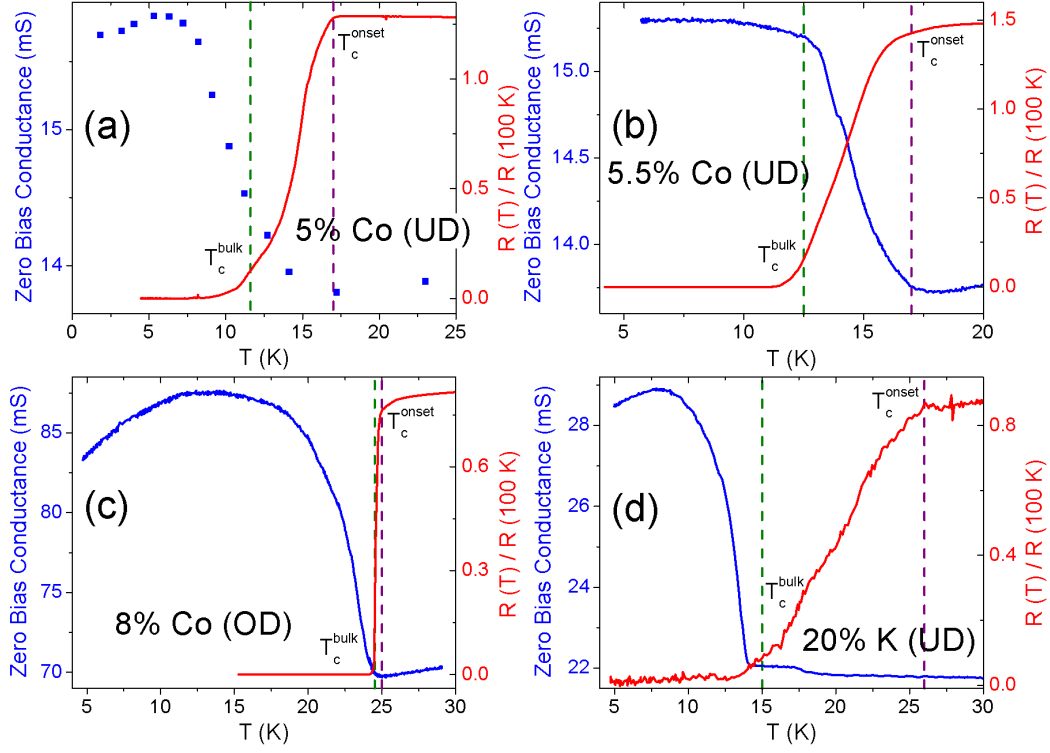 Zero Bias Conductance (mS)
15
14
(a)
T_c^onset
T_c^bulk
5% Co (UD)
1.2
0.6
0.0
R (T) / R (100 K)
0 5 10 15 20 25
T (K)
Zero Bias Conductance (mS)
15.0
14.5
13.8
(b)
T_c^onset
5.5% Co (UD)
T_c^bulk
1.5
1.0
0.5
0.0
R (T) / R (100 K)
5 10 15 20
T (K)
Zero Bias Conductance (mS)
85
80
75
70
(c)
T_c^onset
8% Co (OD)
T_c^bulk
0.6
0.3
0.0
R (T) / R (100 K)
5 10 15 20 25 30
T (K)
Zero Bias Conductance (mS)
28
26
24
22
(d)
T_c^onset
T_c^bulk
20% K (UD)
0.8
0.4
0.0
R (T) / R (100 K)
5 10 15 20 25 30
T (K)